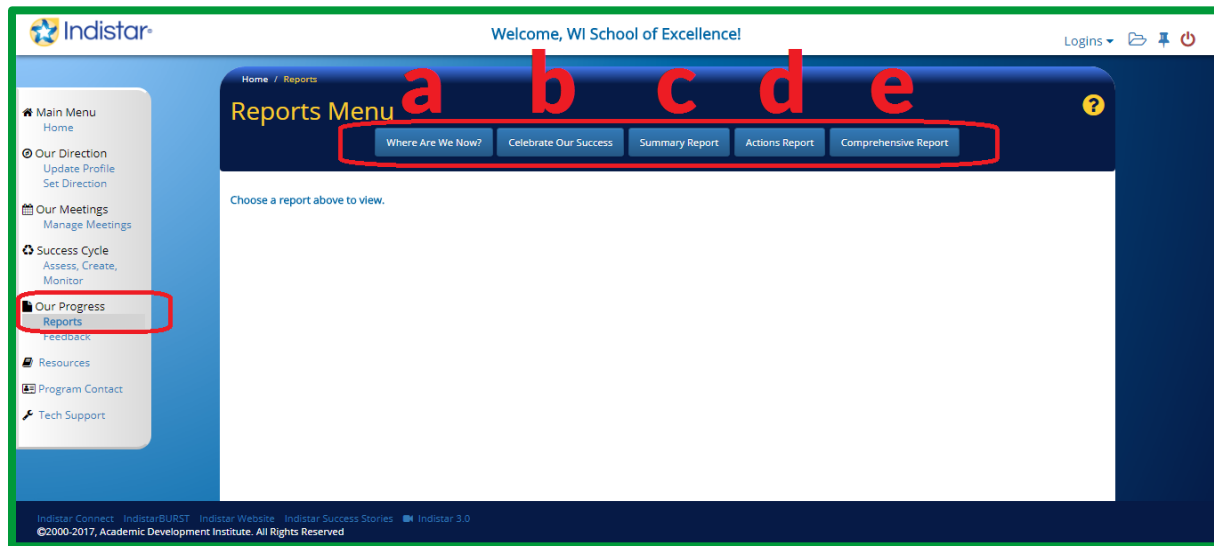 Indistar®
Welcome, WI School of Excellence!
Logins
Home / Reports
Reports Menu
a b c d e
?
Where Are We Now? Celebrate Our Success Summary Report Actions Report Comprehensive Report
Choose a report above to view.
Main Menu
Home
Our Direction
Update Profile
Set Direction
Our Meetings
Manage Meetings
Success Cycle
Assess, Create,
Monitor
Our Progress
Reports
Feedback
Resources
Program Contact
Tech Support
Indistar Connect IndistarBURST Indistar Website Indistar Success Stories Indistar 3.0
©2000-2017, Academic Development Institute. All Rights Reserved